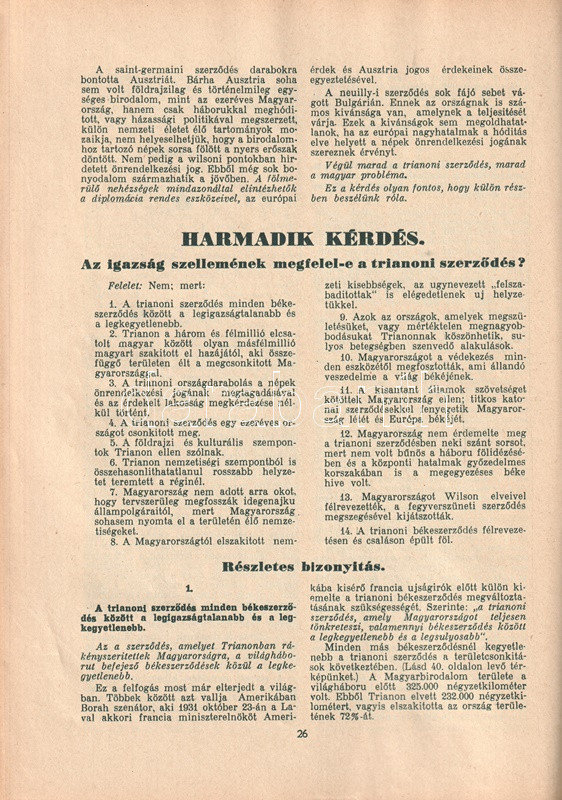 A saint-germaini szerződés darabokra
bontotta Ausztriát. Bárha Ausztria soha
sem volt földrajzilag és történelmileg egy-
séges birodalom, mint az ezeréves Magyar-
ország, hanem csak háborukkal meghódi-
tott, vagy házassági politikával megszerzett,
külön nemzeti életet élő tartományok mo-
zaikja, nem helyeselhetjük, hogy a birodalom-
hoz tartozó népek sorsa fölött a nyers erőszak
döntött. Nem pedig a wilsoni pontokban hir-
detett önrendelkezési jog. Ebből még sok bo-
nyodalom származhatik a jövőben. A fölme-
rülő nehézségek mindazonáltal elintézhetők
a diplomácia rendes eszközeivel, az európai
érdek és Ausztria jogos érdekeinek össze-
egyeztetésével.
A neuilly-i szerződés sok fájó sebet vá-
gott Bulgárián. Ennek az országnak is szá-
mos kivánsága van, amelynek a teljesitését
várja. Ezek a kivánságok sem megoldhatat-
lanok, ha az európai nagyhatalmak a hóditás
elve helyett a népek önrendelkezési jogának
szereznek érvényt.
Végül marad a trianoni szerződés, marad
a magyar probléma.
Ez a kérdés olyan fontos, hogy külön rész-
ben beszélünk róla.
HARMADIK KÉRDÉS.
Az igazság szellemének megfelel-e a trianoni szerződés?
Felelet: Nem; mert:
1. A trianoni szerződés minden béke-
szerződés között a legigazságtalanabb és
a legkegyetlenebb.
2. Trianon a három és félmillió elcsa-
tolt magyar között olyan másfélmillió
magyart szakitott el hazájától, aki össze-
függő területen élt a megcsonkitott Ma-
gyarországgal.
3. A trianoni országdarabolás a népek
önrendelkezési jogának megtagadásával
és az érdekelt lakosság megkérdezése nél-
kül történt.
4. A trianoni szerződés egy ezeréves or-
szágot csonkitott meg.
5. A földrajzi és kulturális szempon-
tok Trianon ellen szólnak.
6. Trianon nemzetiségi szempontból is
összehasonlithatatlanul rosszabb helyze-
tet teremtett a réginél.
7. Magyarország nem adott arra okot,
hogy tervszerüleg megfosszák idegenajku
állampolgáraitól, mert Magyarország
sohasem nyomta el a területén élő nemze-
tiségeket.
8. A Magyarországtól elszakitott nem-
zeti kisebbségek, az ugynevezett „felsza-
baditottak" is elégedetlenek uj helyze-
tükkel.
9. Azok az országok, amelyek megszü-
letésüket, vagy mértéktelen megnagyob-
bodásukat Trianonnak köszönhetik, su-
lyos betegségben szenvedő alakulások.
10. Magyarországot a védekezés min-
den eszközétől megfosztották, ami állandó
veszedelme a világ békéjének.
11. A kisantant államok szövetséget
kötöttek Magyarország ellen; titkos kato-
nai szerződésekkel fenyegetik Magyaror-
szág létét és Európa békéjét.
12. Magyarország nem érdemelte meg
a trianoni szerződésben neki szánt sorsot,
mert nem volt bűnös a háboru fölidézésé-
ben és a központi hatalmak győzedelmes
korszakában is a megegyezéses béke
hive volt.
13. Magyarországot Wilson elveivel
félrevezették, a fegyverszüneti szerződés
megszegésével kijátszották.
14. A trianoni békeszerződés félreveze-
tésen és csaláson épült föl.
Részletes bizonyitás.
1.
A trianoni szerződés minden békeszerző-
dés között a legigazságtalanabb és a leg-
kegyetlenebb.
Az a szerződés, amelyet Trianonban rá-
kényszeritettek Magyarországra, a világhábo-
rut befejező békeszerződések közül a legke-
gyetlenebb.
Ez a felfogás most már elterjedt a világ-
ban. Többek között azt vallja Amerikában
Borah szenátor, aki 1931 október 23-án a La-
val akkori francia miniszterelnököt Ameri-
kába kisérő francia ujságirók előtt külön ki-
emelte a trianoni békeszerződés megváltozta-
tásának szükségességét. Szerinte: „a trianoni
szerződés, amely Magyarországot teljesen
tönkreteszi, valamennyi békeszerződés között
a legkegyetlenebb és a legsulyosabb".
Minden más békeszerződésnél kegyetle-
nebb a trianoni szerződés a területcsonkitá-
sok következtében. (Lásd 40. oldalon levő tér-
képünket.) A Magyarbirodalom területe a
világháboru előtt 325.000 négyzetkilométer
volt. Ebből Trianon elvett 232.000 négyzetki-
lométert, vagyis elszakitotta az ország terüle-
tének 72%-át.
26